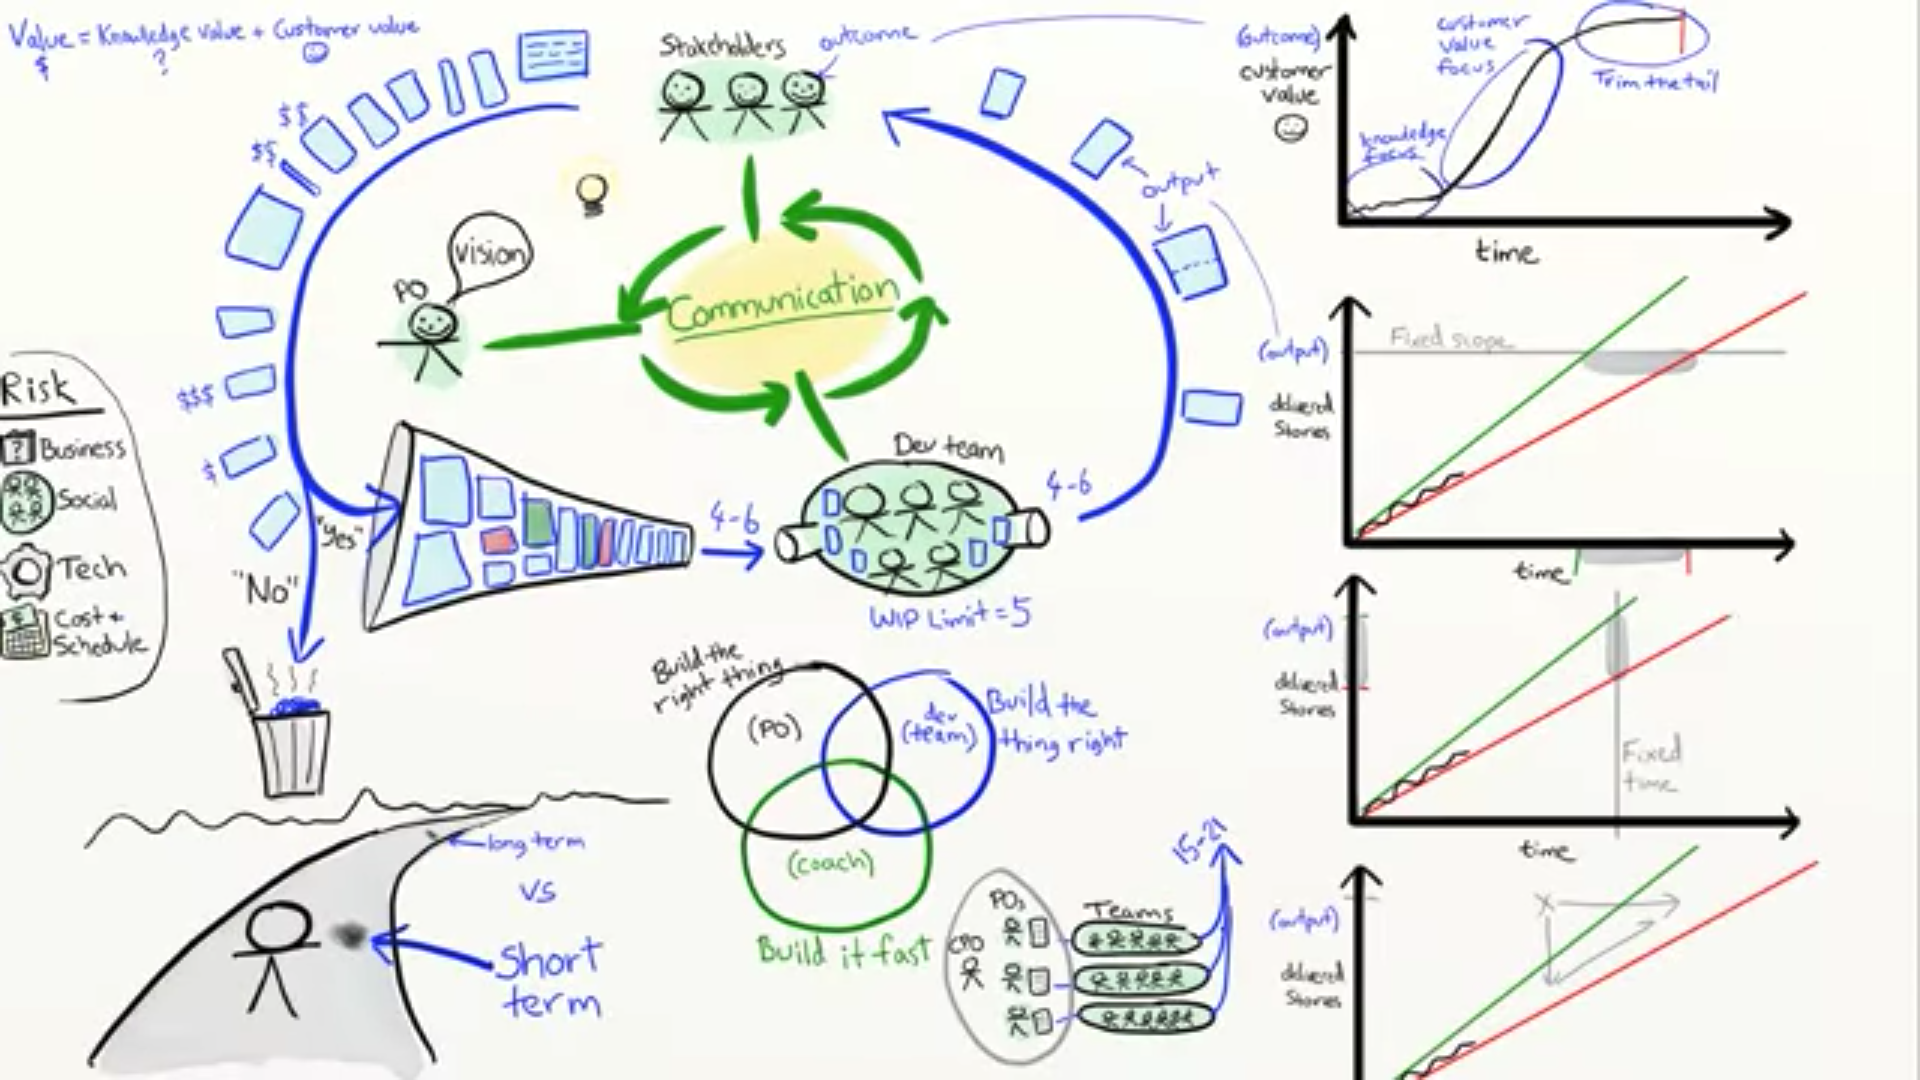 Value = Knowledge value + Customer value
$ ?
$$
$$
$$$
$
Stakeholders
outcome
PO
vision
Communication
output
Risk
? Business
Social
Tech
$ Cost +
Schedule
"yes"
"No"
4-6
Dev team
4-6
WIP Limit = 5
Build the
right thing
(PO)
dev
(team)
Build the
thing right
(coach)
Build it fast
long term
vs
Short
term
CPO
POs
Teams
15-21
(outcome)
customer
value
customer
value
focus
knowledge
focus
Trim the tail
time
(output)
delivered
Stories
Fixed scope
time
(output)
delivered
Stories
Fixed
time
time
(output)
delivered
Stories
X